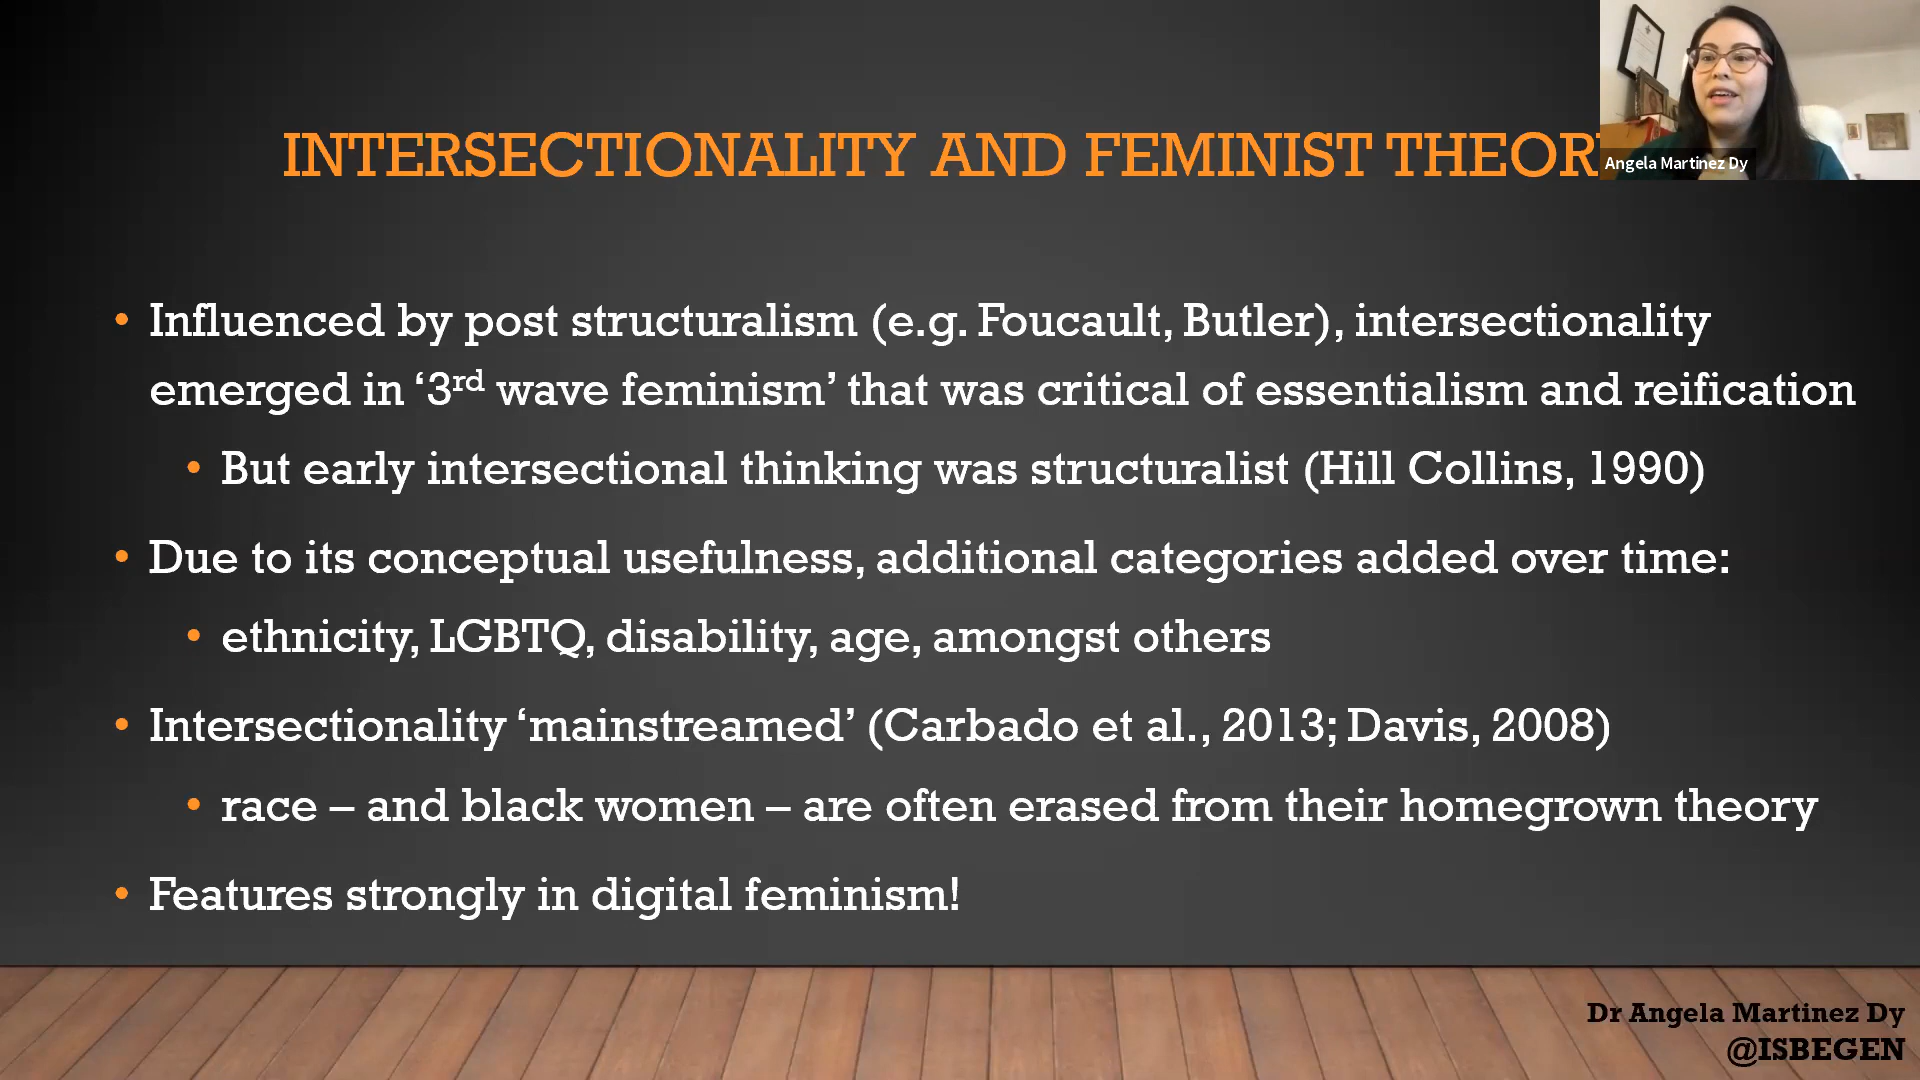 INTERSECTIONALITY AND FEMINIST THEOR
Angela Martinez Dy
• Influenced by post structuralism (e.g. Foucault, Butler), intersectionality
emerged in ‘3rd wave feminism’ that was critical of essentialism and reification
• But early intersectional thinking was structuralist (Hill Collins, 1990)
• Due to its conceptual usefulness, additional categories added over time:
• ethnicity, LGBTQ, disability, age, amongst others
• Intersectionality ‘mainstreamed’ (Carbado et al., 2013; Davis, 2008)
• race – and black women – are often erased from their homegrown theory
• Features strongly in digital feminism!
Dr Angela Martinez Dy
@ISBEGEN